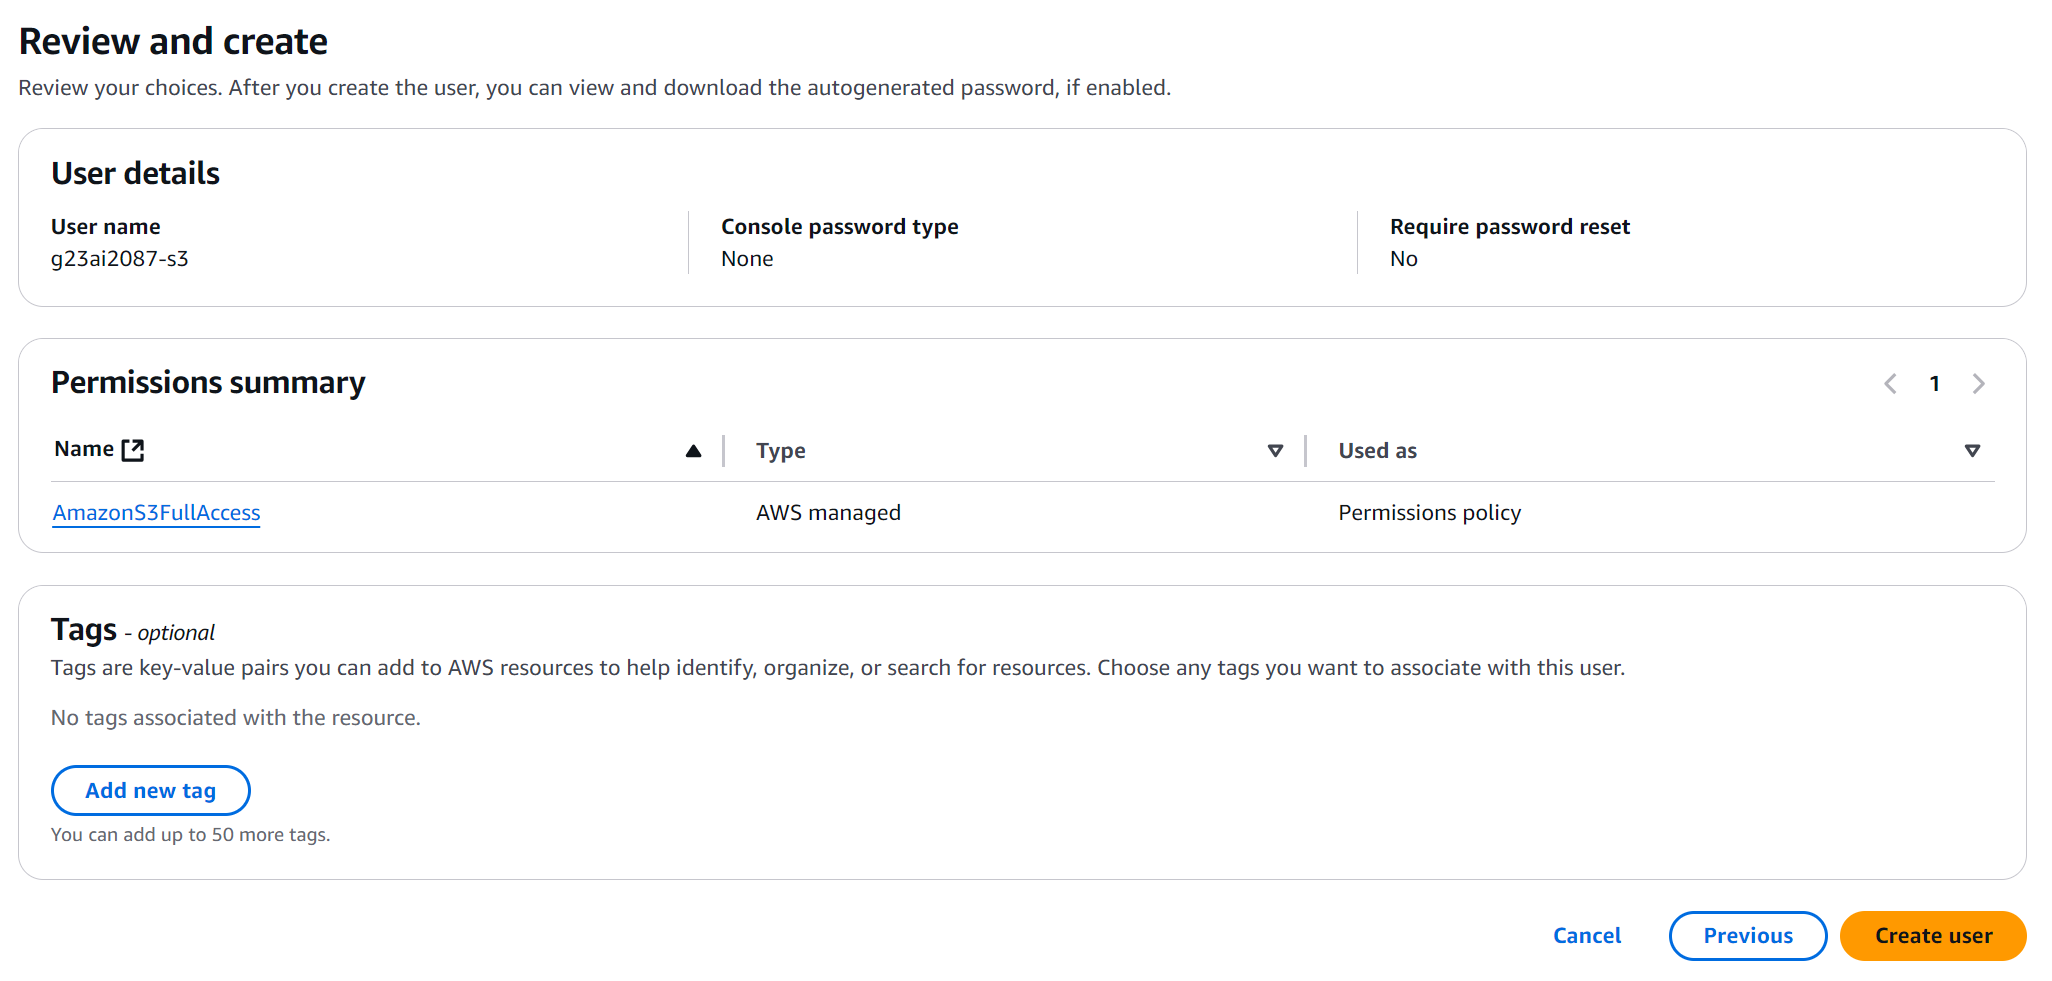 Review and create
Review your choices. After you create the user, you can view and download the autogenerated password, if enabled.
User details
User name
g23ai2087-s3
Console password type
None
Require password reset
No
Permissions summary
1
Name
Type
Used as
AmazonS3FullAccess
AWS managed
Permissions policy
Tags - optional
Tags are key-value pairs you can add to AWS resources to help identify, organize, or search for resources. Choose any tags you want to associate with this user.
No tags associated with the resource.
Add new tag
You can add up to 50 more tags.
Cancel
Previous
Create user